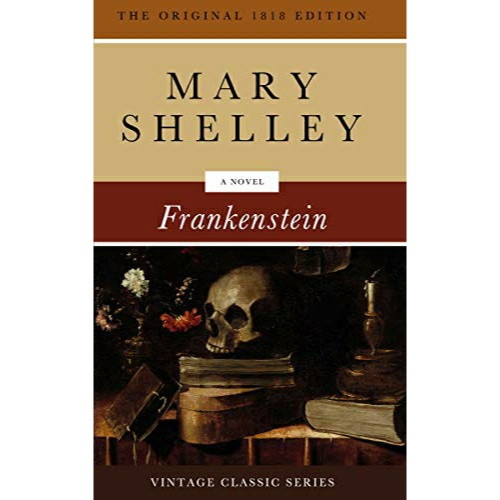 THE ORIGINAL 1818 EDITION
MARY
SHELLEY
A NOVEL
Frankenstein
VINTAGE CLASSIC SERIES